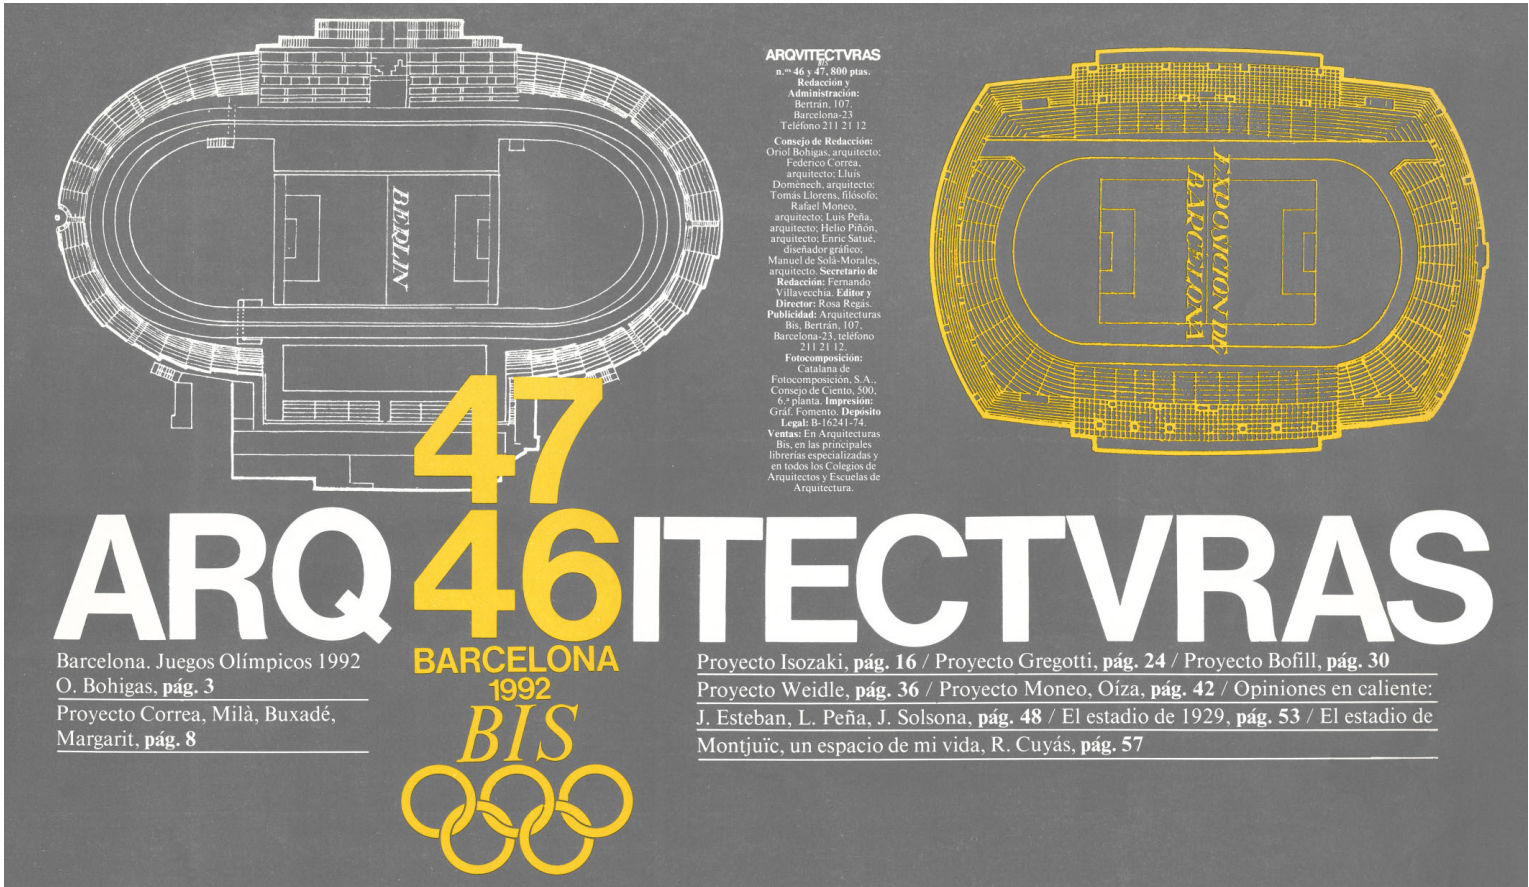 BERLIN
ARQVITECTVRAS
BIS
n.os 46 y 47, 800 ptas.
Redacción y
Administración:
Bertrán, 107.
Barcelona-23
Teléfono 211 21 12
Consejo de Redacción:
Oriol Bohigas, arquitecto;
Federico Correa,
arquitecto; Lluís
Domènech, arquitecto;
Tomás Llorens, filósofo;
Rafael Moneo,
arquitecto; Luis Peña,
arquitecto; Helio Piñón,
arquitecto; Enric Satué,
diseñador gráfico;
Manuel de Solà-Morales,
arquitecto. Secretario de
Redacción: Fernando
Villavecchia. Editor y
Director: Rosa Regás.
Publicidad: Arquitecturas
Bis, Bertrán, 107,
Barcelona-23, teléfono
211 21 12.
Fotocomposición:
Catalana de
Fotocomposición, S.A.,
Consejo de Ciento, 500,
6.ª planta. Impresión:
Gráf. Fomento. Depósito
Legal: B-16241-74.
Ventas: En Arquitecturas
Bis, en las principales
librerías especializadas y
en todos los Colegios de
Arquitectos y Escuelas de
Arquitectura.
EXPOSICION DE
BARCELONA
47
ARQ46ITECTVRAS
BARCELONA
1992
BIS
Barcelona. Juegos Olímpicos 1992
O. Bohigas, pág. 3
Proyecto Correa, Milà, Buxadé,
Margarit, pág. 8
Proyecto Isozaki, pág. 16 / Proyecto Gregotti, pág. 24 / Proyecto Bofill, pág. 30
Proyecto Weidle, pág. 36 / Proyecto Moneo, Oíza, pág. 42 / Opiniones en caliente:
J. Esteban, L. Peña, J. Solsona, pág. 48 / El estadio de 1929, pág. 53 / El estadio de
Montjuïc, un espacio de mi vida, R. Cuyás, pág. 57